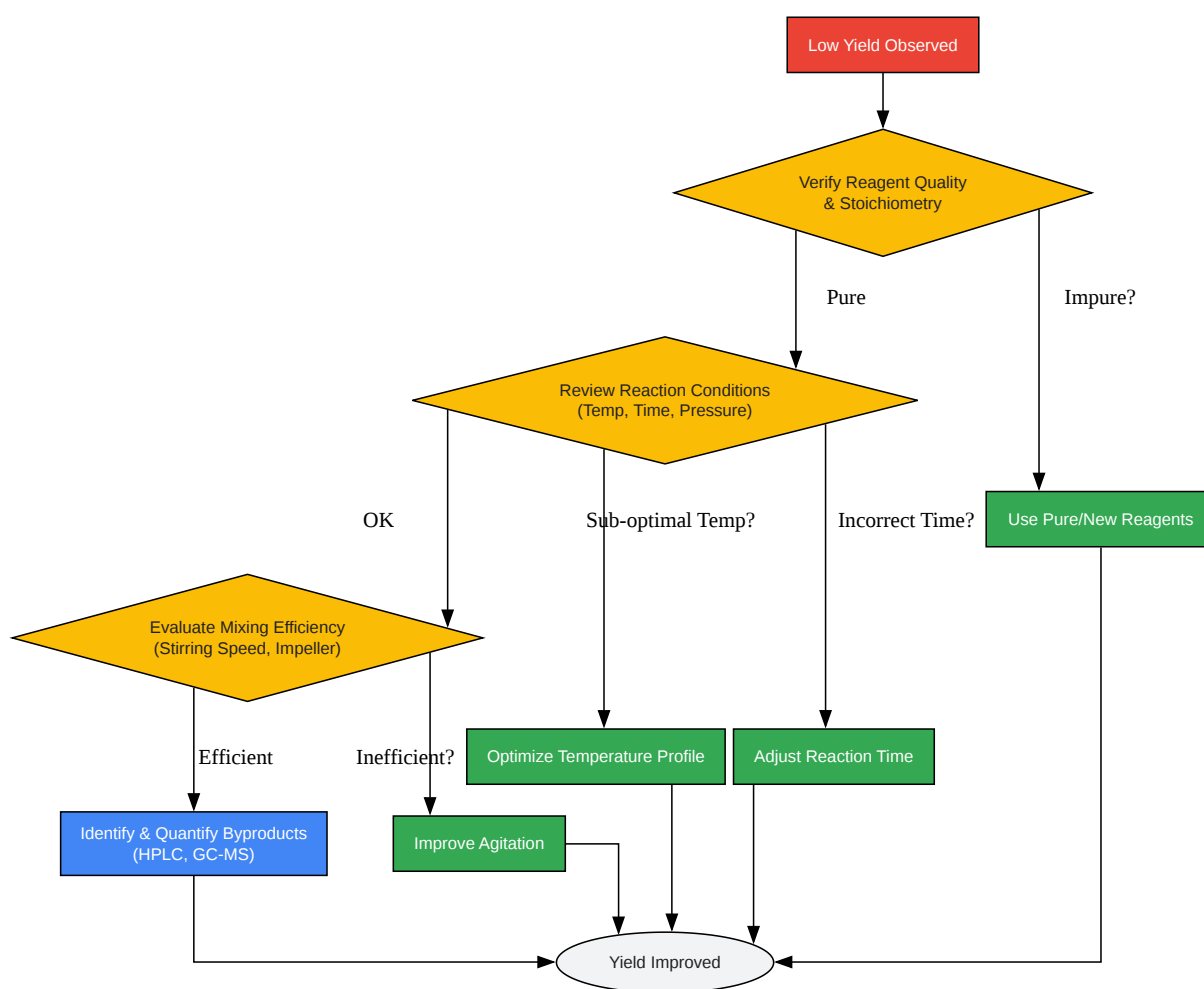 Low Yield Observed
Verify Reagent Quality
& Stoichiometry
Pure
Impure?
Review Reaction Conditions
(Temp, Time, Pressure)
OK
Sub-optimal Temp?
Incorrect Time?
Use Pure/New Reagents
Evaluate Mixing Efficiency
(Stirring Speed, Impeller)
Efficient
Inefficient?
Optimize Temperature Profile
Adjust Reaction Time
Identify & Quantify Byproducts
(HPLC, GC-MS)
Improve Agitation
Yield Improved